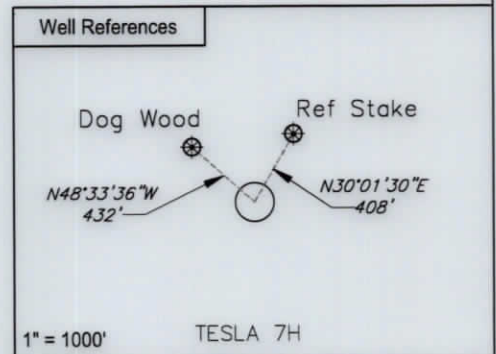 Well References
Dog Wood
Ref Stake
N48°33'36"W
432'
N30°01'30"E
408'
1" = 1000'
TESLA 7H